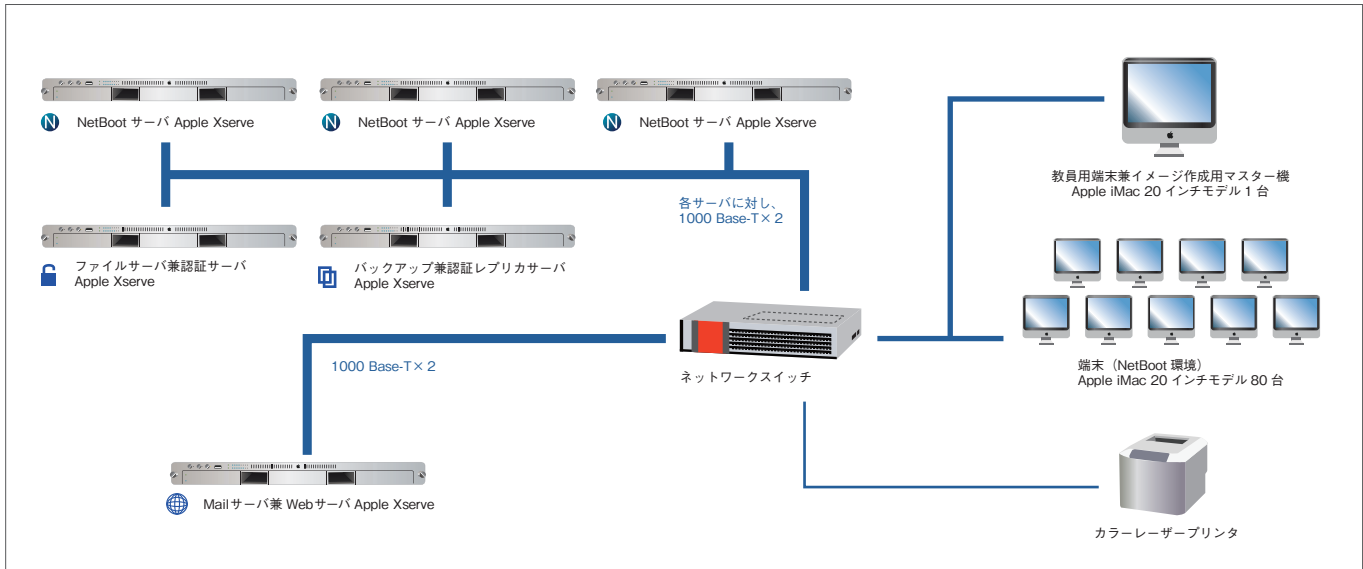 NetBoot サーバ Apple Xserve
NetBoot サーバ Apple Xserve
NetBoot サーバ Apple Xserve
教員用端末兼イメージ作成用マスター機
Apple iMac 20 インチモデル 1 台
各サーバに対し、
1000 Base-T×2
ファイルサーバ兼認証サーバ
Apple Xserve
バックアップ兼認証レプリカサーバ
Apple Xserve
1000 Base-T×2
ネットワークスイッチ
端末（NetBoot 環境）
Apple iMac 20 インチモデル 80 台
Mailサーバ兼 Webサーバ Apple Xserve
カラーレーザープリンタ